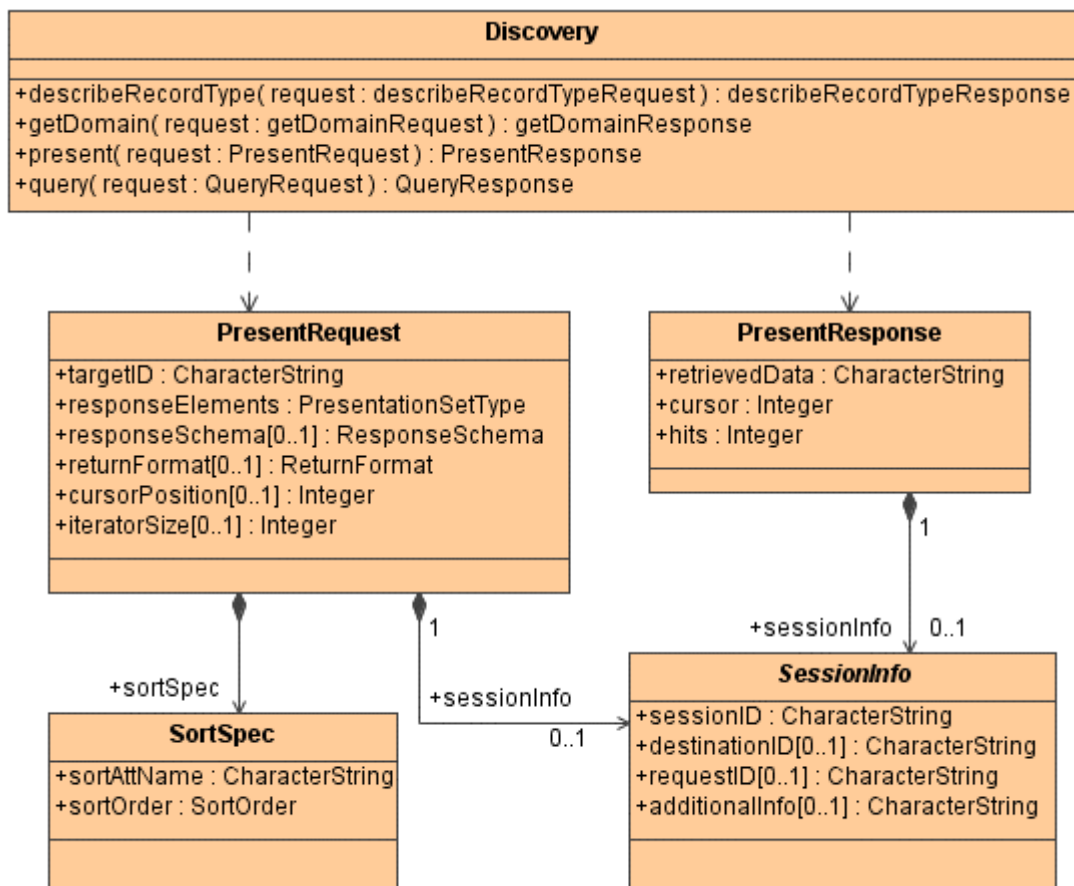 Discovery
+describeRecordType( request : describeRecordTypeRequest ) : describeRecordTypeResponse
+getDomain( request : getDomainRequest ) : getDomainResponse
+present( request : PresentRequest ) : PresentResponse
+query( request : QueryRequest ) : QueryResponse
PresentRequest
+targetID : CharacterString
+responseElements : PresentationSetType
+responseSchema[0..1] : ResponseSchema
+returnFormat[0..1] : ReturnFormat
+cursorPosition[0..1] : Integer
+iteratorSize[0..1] : Integer
PresentResponse
+retrievedData : CharacterString
+cursor : Integer
+hits : Integer
1
1
+sessionInfo
0..1
+sortSpec
+sessionInfo
0..1
SortSpec
+sortAttName : CharacterString
+sortOrder : SortOrder
SessionInfo
+sessionID : CharacterString
+destinationID[0..1] : CharacterString
+requestID[0..1] : CharacterString
+additionalInfo[0..1] : CharacterString